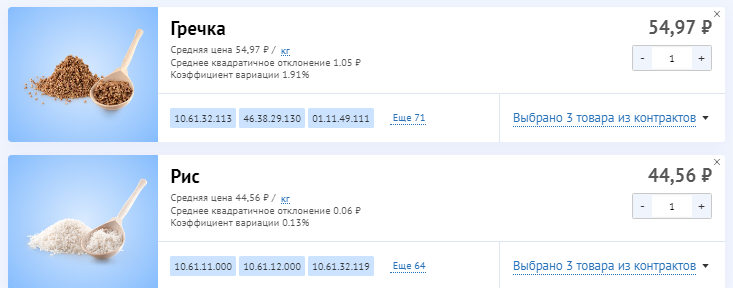 Гречка
54,97 ₽
Средняя цена 54,97 ₽ / кг
Среднее квадратичное отклонение 1.05 ₽
Коэффициент вариации 1.91%
- 1 +
10.61.32.113 46.38.29.130 01.11.49.111 Еще 71
Выбрано 3 товара из контрактов
Рис
44,56 ₽
Средняя цена 44,56 ₽ / кг
Среднее квадратичное отклонение 0.06 ₽
Коэффициент вариации 0.13%
- 1 +
10.61.11.000 10.61.12.000 10.61.32.119 Еще 64
Выбрано 3 товара из контрактов